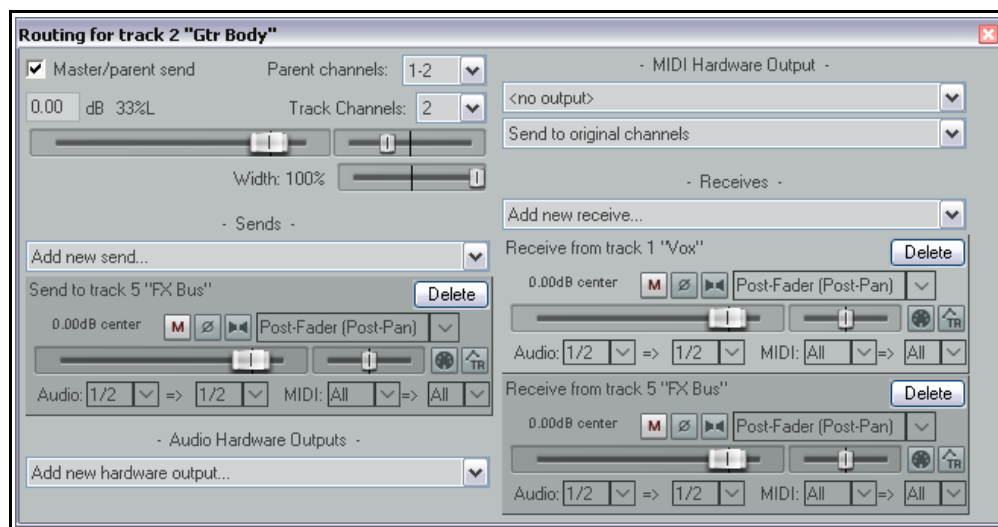 Routing for track 2 "Gtr Body"
Master/parent send Parent channels: 1-2
0.00 dB 33%L Track Channels: 2
Width: 100%
- Sends -
Add new send...
Send to track 5 "FX Bus" Delete
0.00dB center M Ø Post-Fader (Post-Pan)
TR
Audio: 1/2 => 1/2 MIDI: All => All
- Audio Hardware Outputs -
Add new hardware output...
- MIDI Hardware Output -
<no output>
Send to original channels
- Receives -
Add new receive...
Receive from track 1 "Vox" Delete
0.00dB center M Ø Post-Fader (Post-Pan)
TR
Audio: 1/2 => 1/2 MIDI: All => All
Receive from track 5 "FX Bus" Delete
0.00dB center M Ø Post-Fader (Post-Pan)
TR
Audio: 1/2 => 1/2 MIDI: All => All